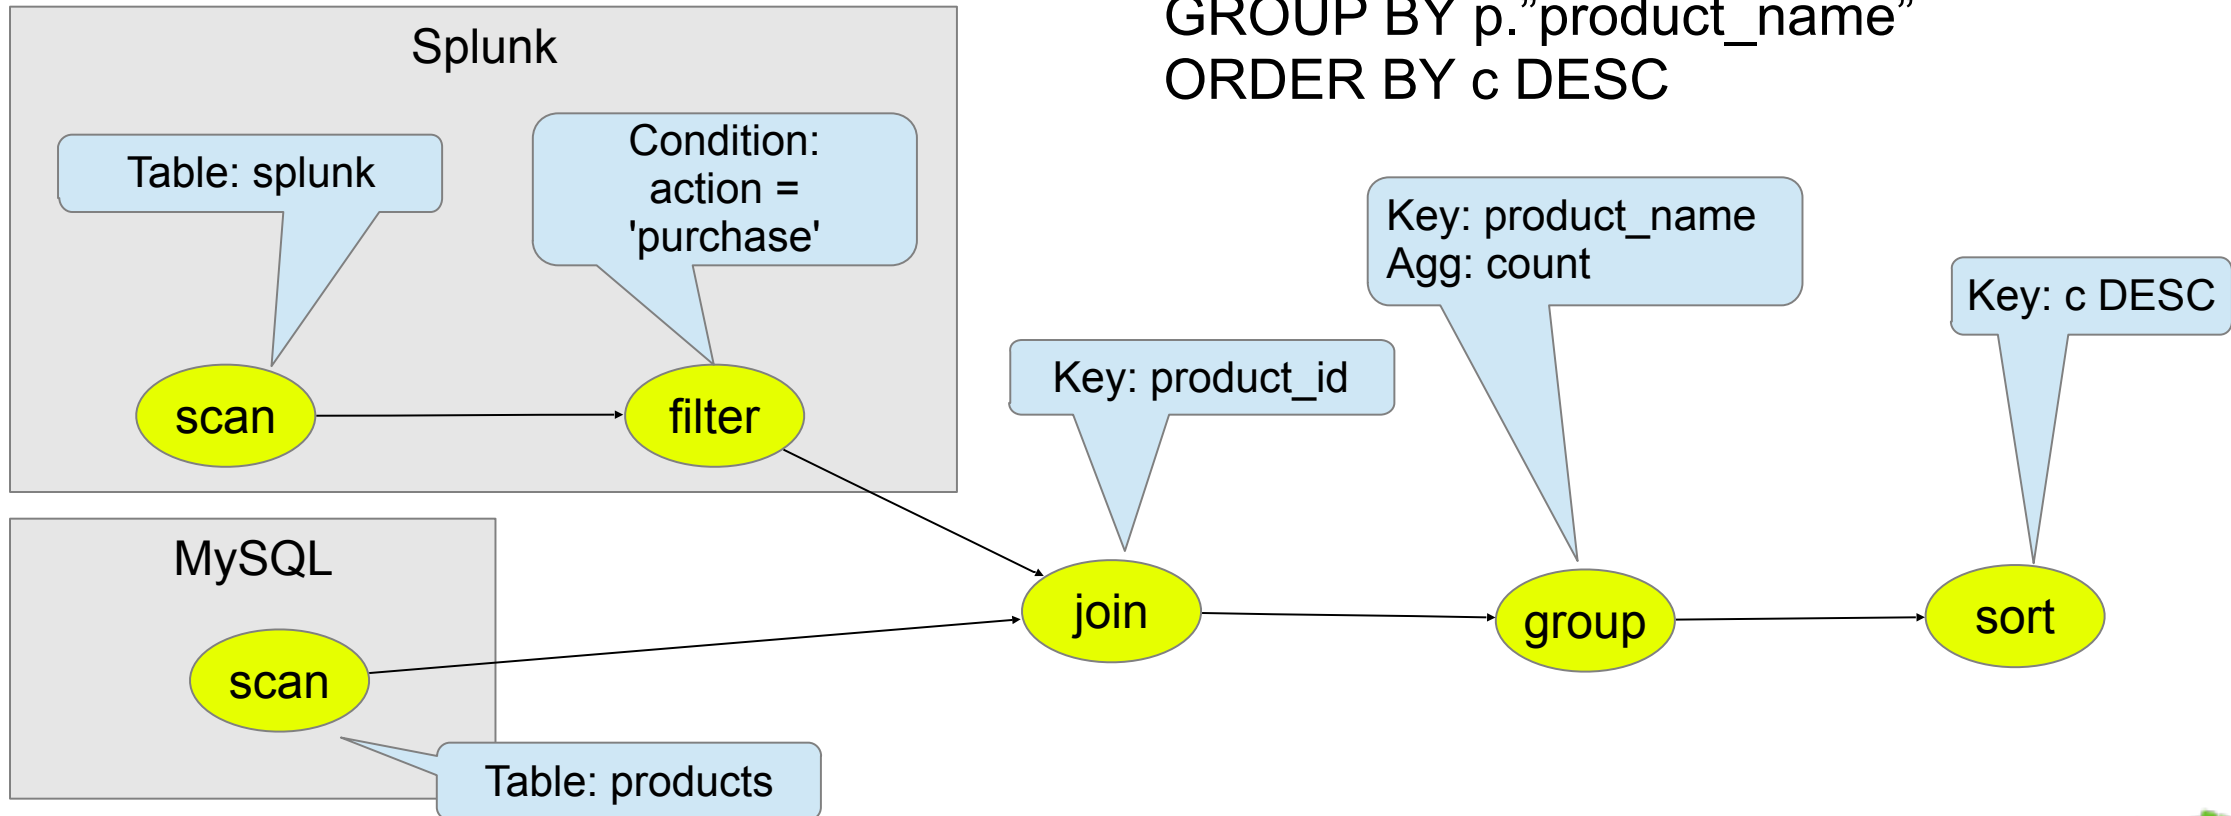 GROUP BY p.”product_name”
ORDER BY c DESC
Splunk
Table: splunk
Condition:
action =
'purchase'
Key: product_name
Agg: count
Key: c DESC
Key: product_id
scan
filter
MySQL
join
group
sort
scan
Table: products